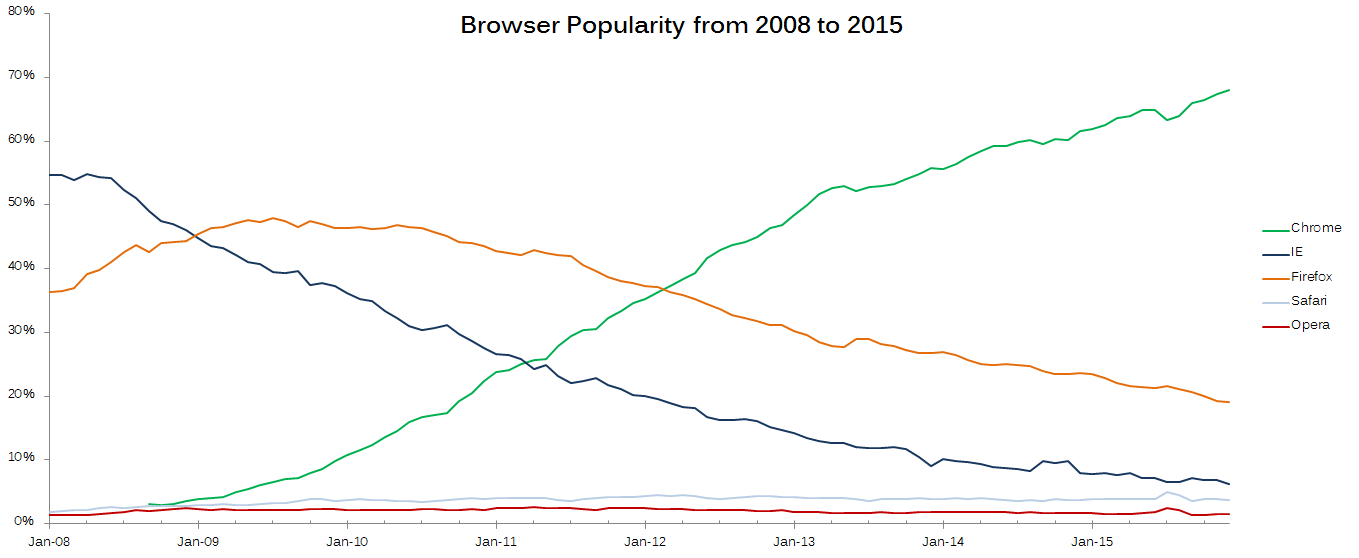 Browser Popularity from 2008 to 2015
80%
70%
60%
50%
40%
30%
20%
10%
0%
Jan-08 Jan-09 Jan-10 Jan-11 Jan-12 Jan-13 Jan-14 Jan-15
Chrome
IE
Firefox
Safari
Opera